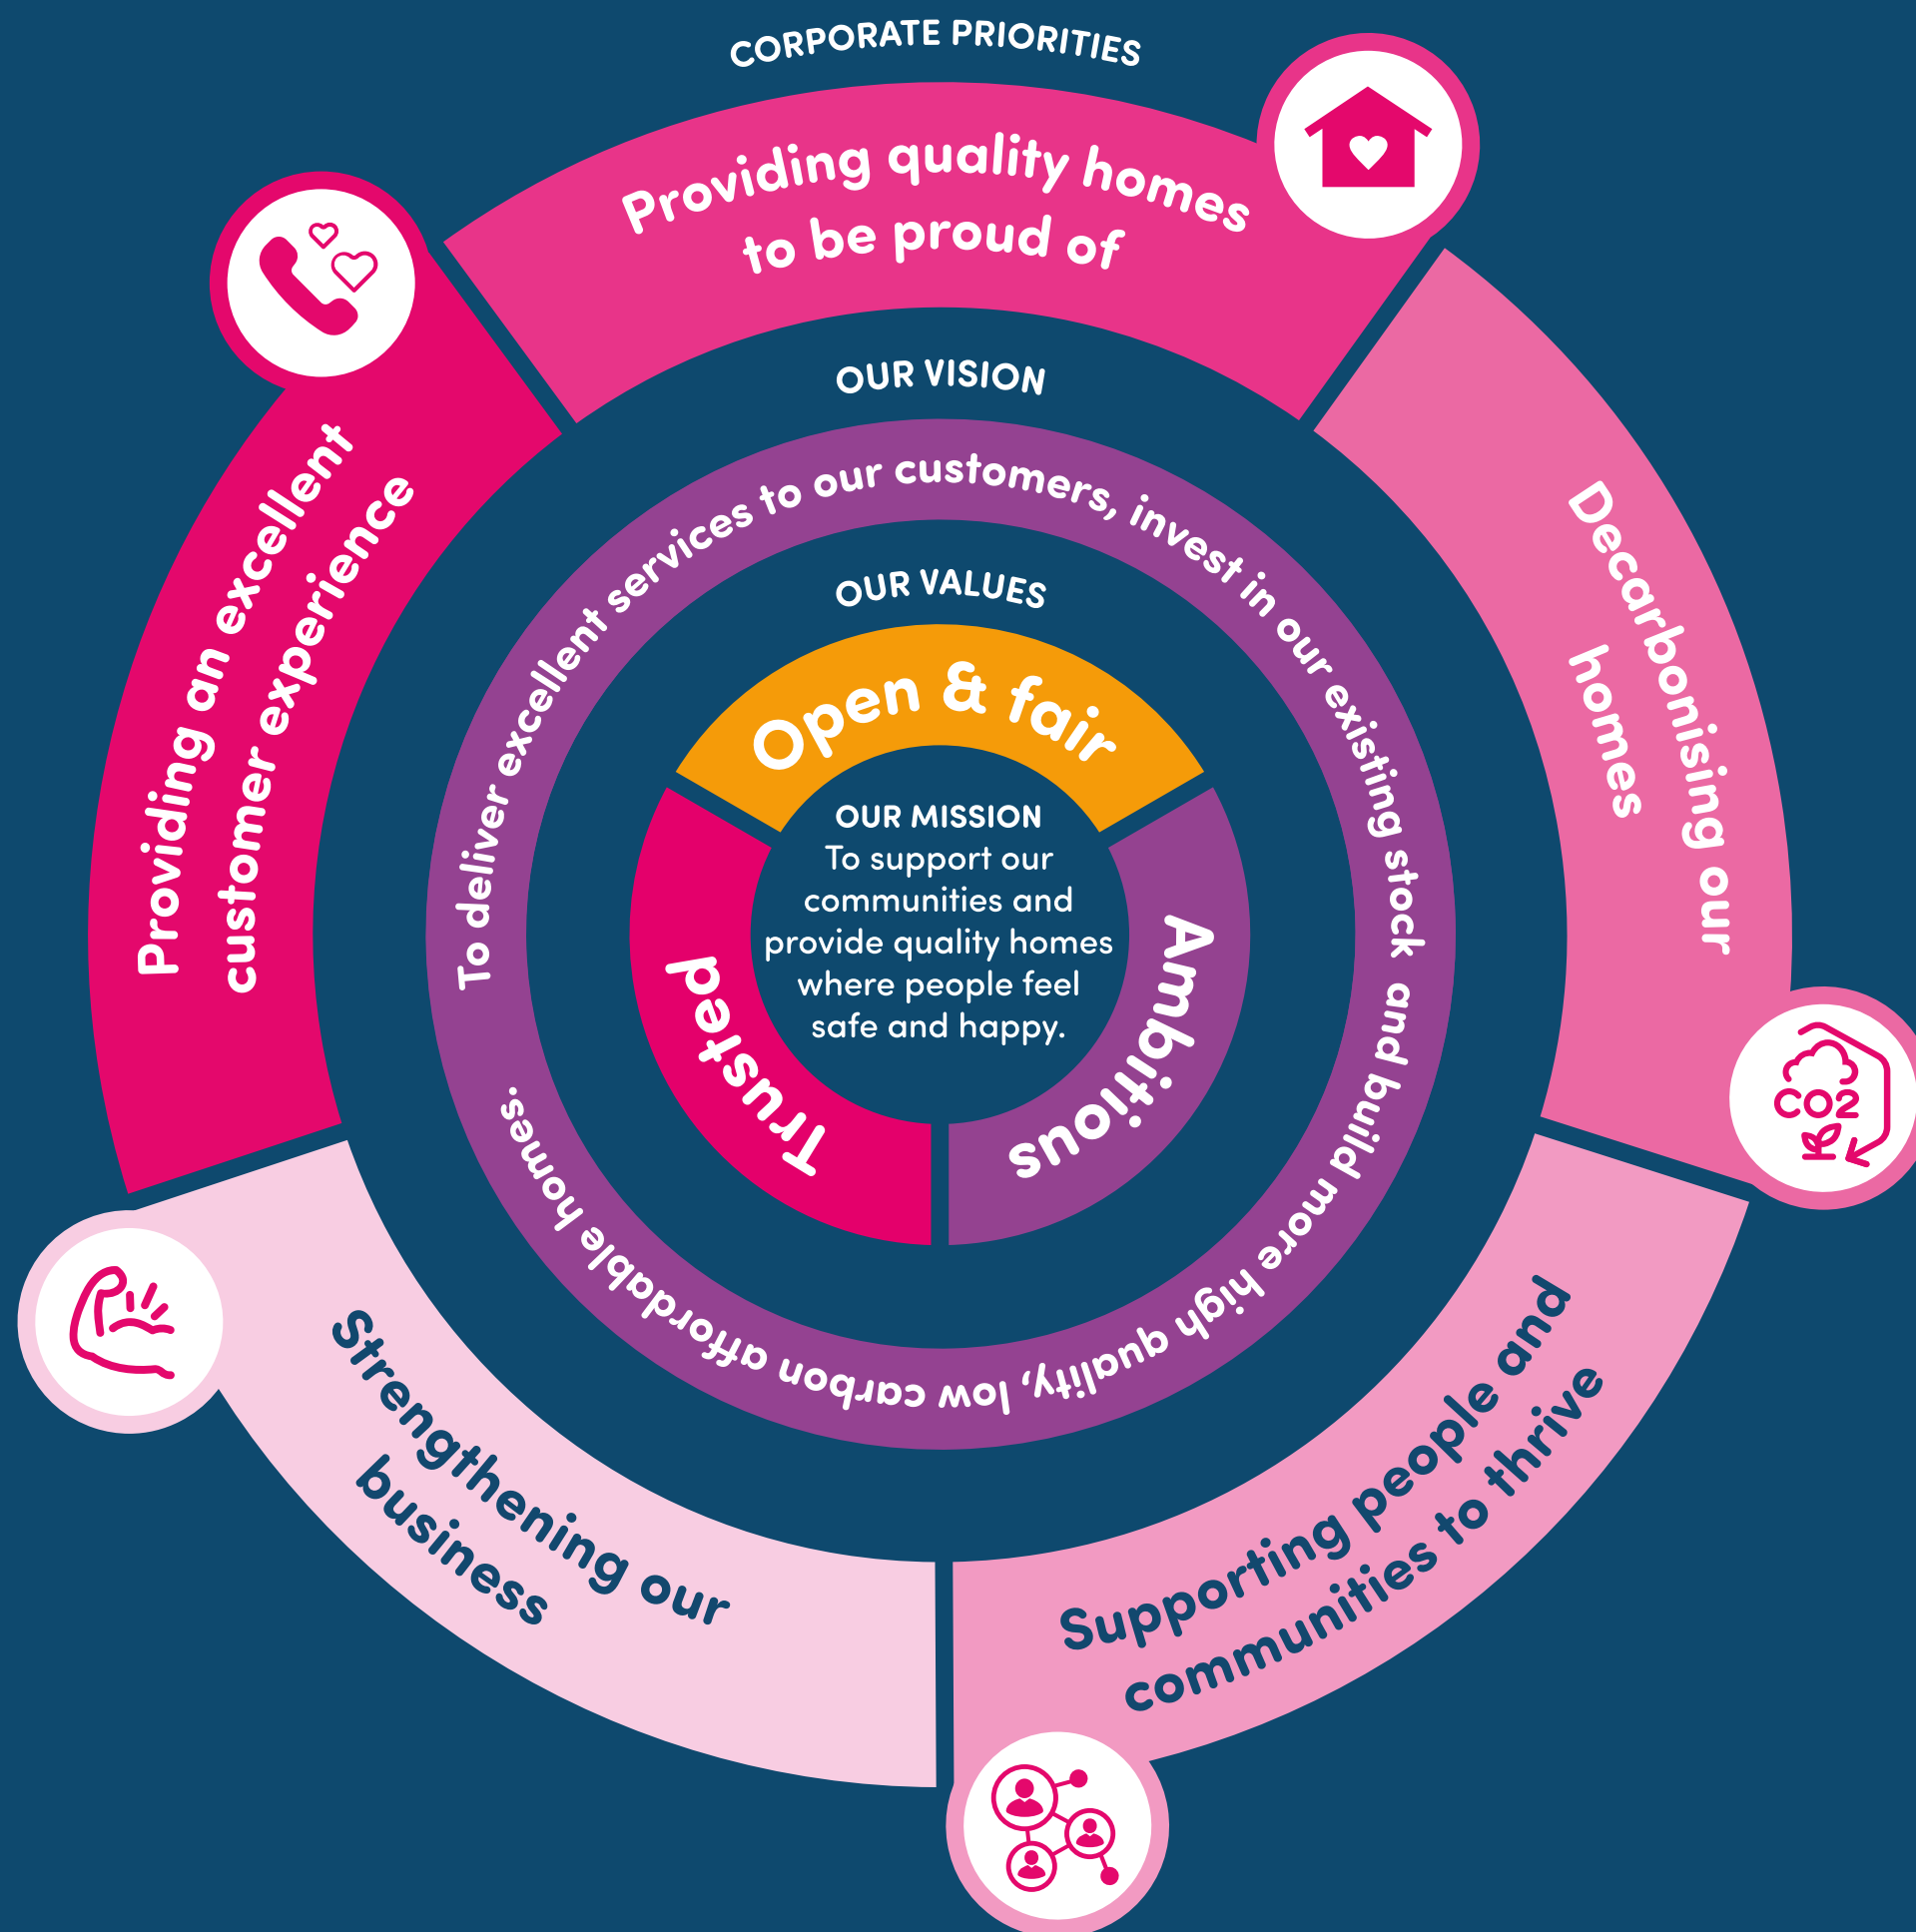 CORPORATE PRIORITIES
Providing quality homes
to be proud of
Decarbonising our
homes
CO2
Supporting people and
communities to thrive
Strengthening our
business
Providing an excellent
customer experience
OUR VISION
To deliver excellent services to our customers, invest in our existing stock and build more high quality, low carbon affordable homes.
OUR VALUES
Open & fair
Ambitious
Trusted
OUR MISSION
To support our
communities and
provide quality homes
where people feel
safe and happy.